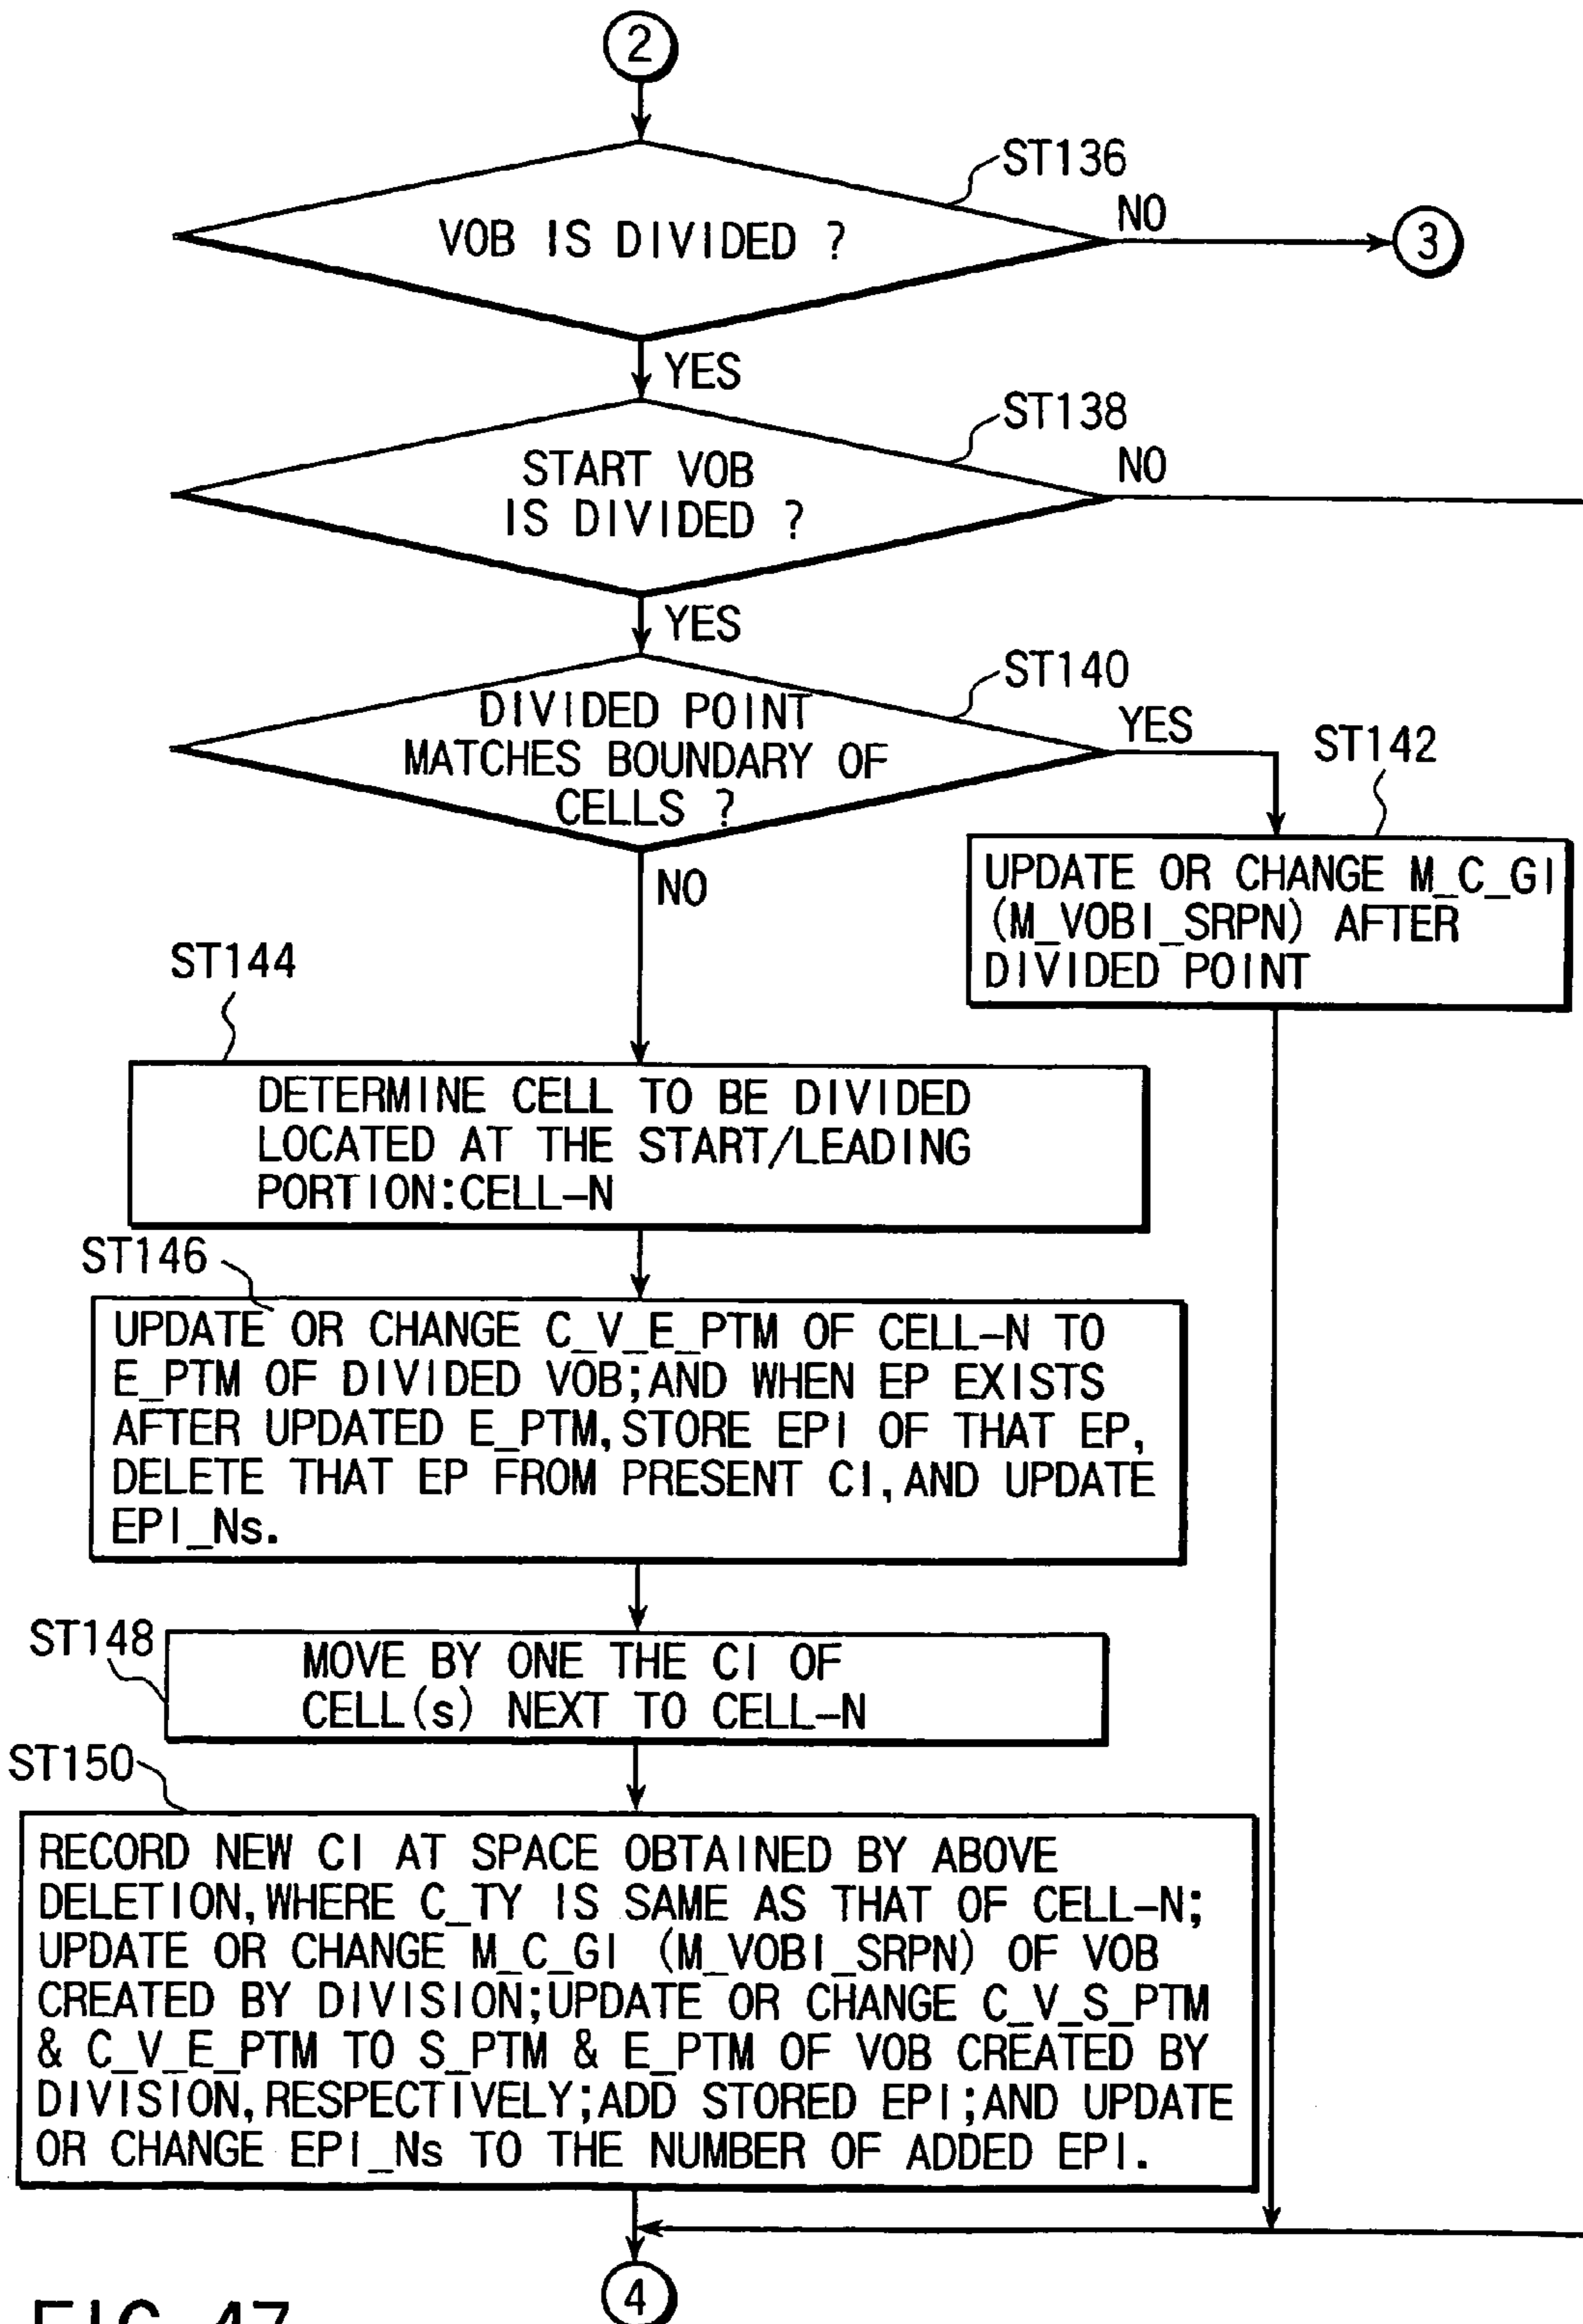 2
ST136
VOB IS DIVIDED ?
NO
3
YES
ST138
START VOB
IS DIVIDED ?
NO
YES
ST140
DIVIDED POINT
MATCHES BOUNDARY OF
CELLS ?
YES
ST142
UPDATE OR CHANGE M_C_GI
(M_VOBI_SRPN) AFTER
DIVIDED POINT
NO
ST144
DETERMINE CELL TO BE DIVIDED
LOCATED AT THE START/LEADING
PORTION:CELL-N
ST146
UPDATE OR CHANGE C_V_E_PTM OF CELL-N TO
E_PTM OF DIVIDED VOB;AND WHEN EP EXISTS
AFTER UPDATED E_PTM,STORE EPI OF THAT EP,
DELETE THAT EP FROM PRESENT CI,AND UPDATE
EPI_Ns.
ST148
MOVE BY ONE THE CI OF
CELL(s) NEXT TO CELL-N
ST150
RECORD NEW CI AT SPACE OBTAINED BY ABOVE
DELETION,WHERE C_TY IS SAME AS THAT OF CELL-N;
UPDATE OR CHANGE M_C_GI (M_VOBI_SRPN) OF VOB
CREATED BY DIVISION;UPDATE OR CHANGE C_V_S_PTM
& C_V_E_PTM TO S_PTM & E_PTM OF VOB CREATED BY
DIVISION,RESPECTIVELY;ADD STORED EPI;AND UPDATE
OR CHANGE EPI_Ns TO THE NUMBER OF ADDED EPI.
4
FIG. 47